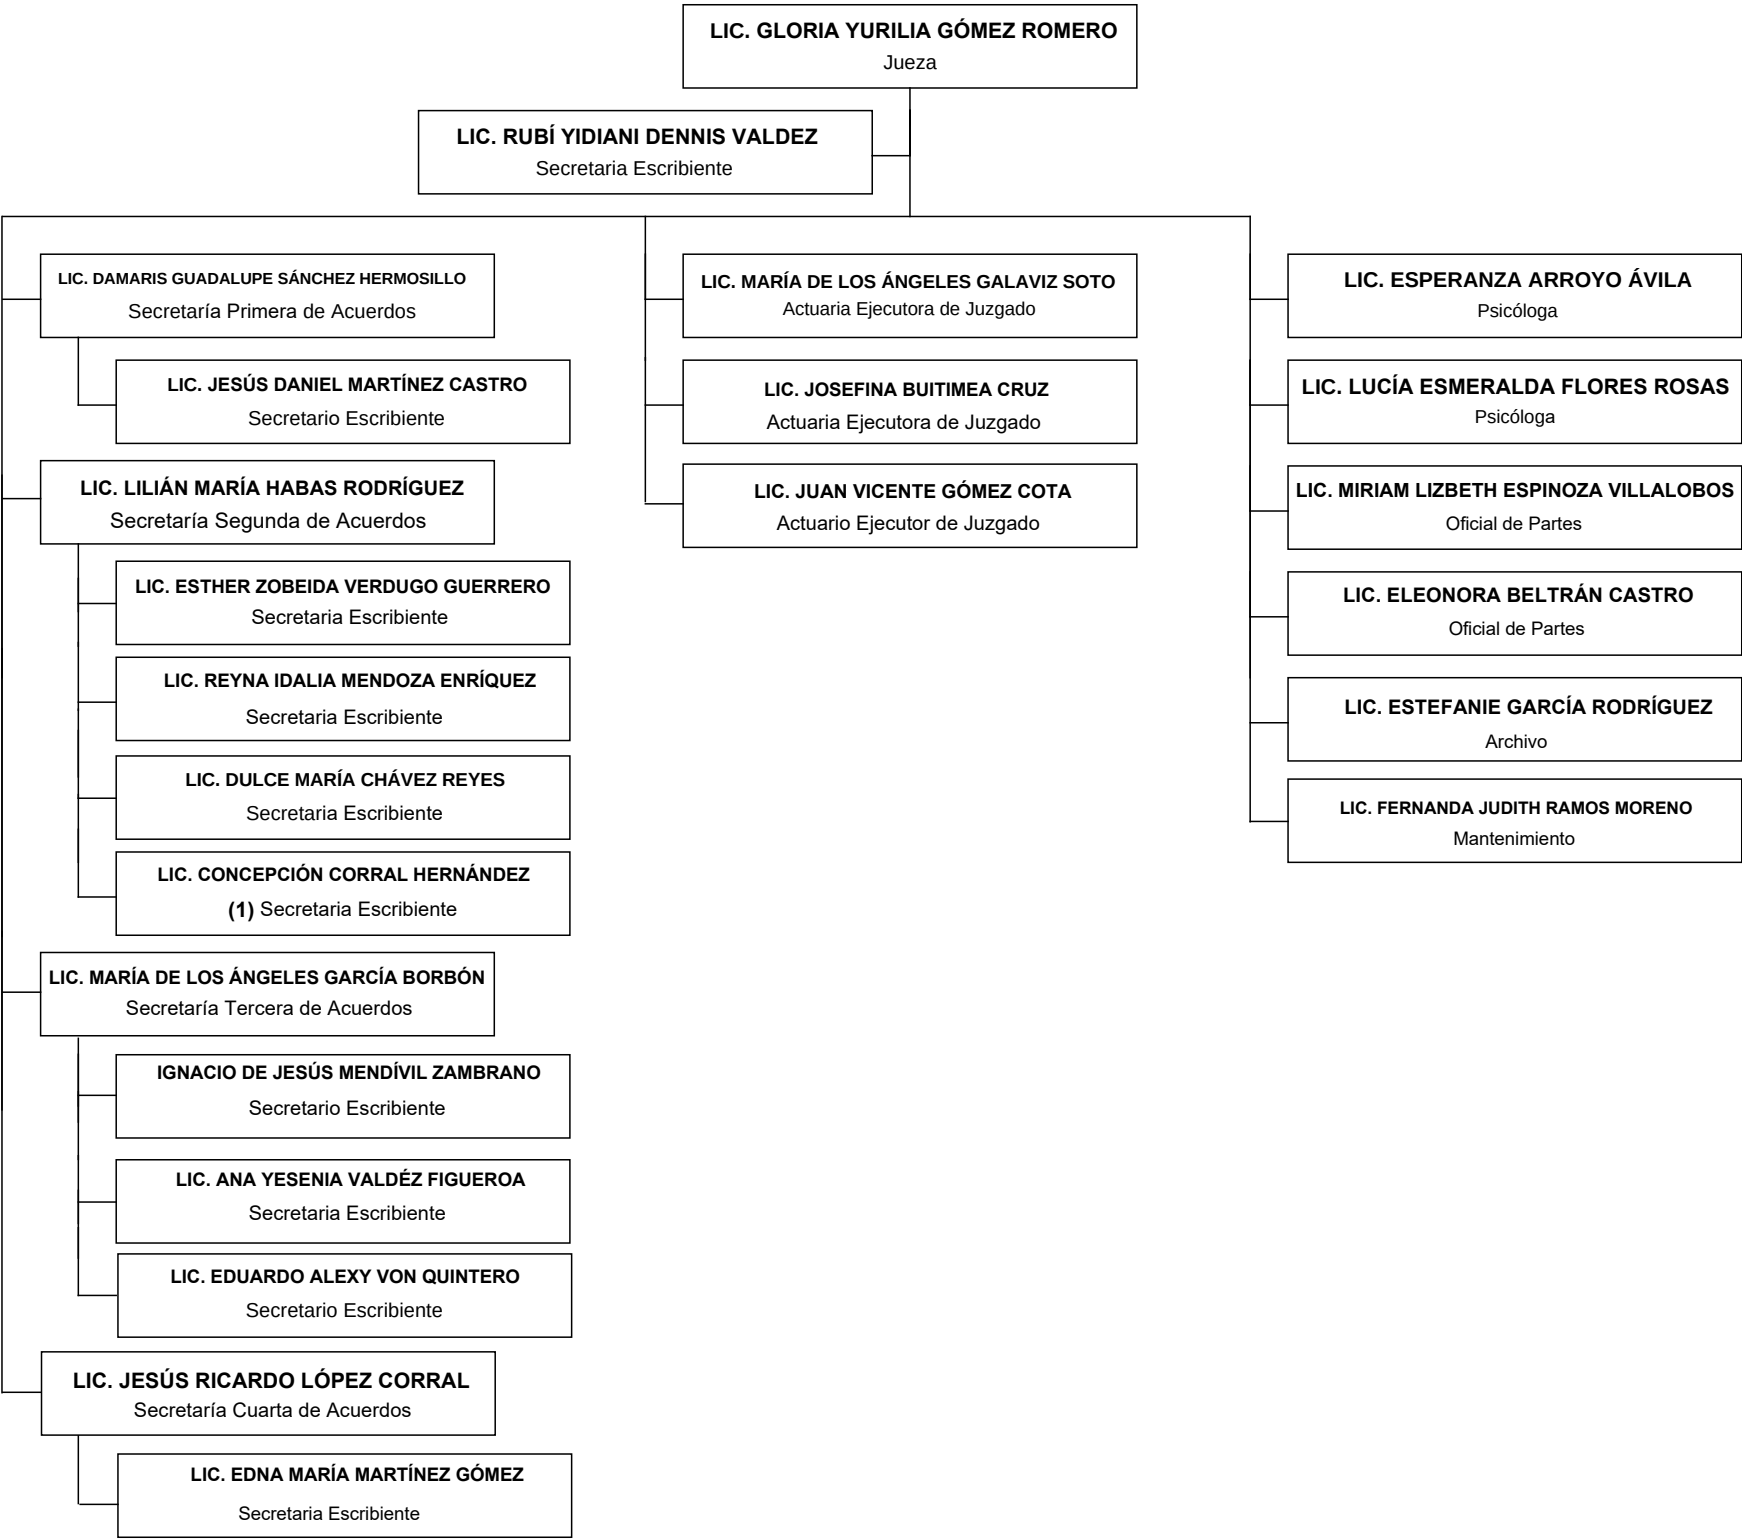 LIC. GLORIA YURILIA GÓMEZ ROMERO
Jueza
LIC. RUBÍ YIDIANI DENNIS VALDEZ
Secretaria Escribiente
LIC. DAMARIS GUADALUPE SÁNCHEZ HERMOSILLO
Secretaría Primera de Acuerdos
LIC. JESÚS DANIEL MARTÍNEZ CASTRO
Secretario Escribiente
LIC. LILIÁN MARÍA HABAS RODRÍGUEZ
Secretaría Segunda de Acuerdos
LIC. ESTHER ZOBEIDA VERDUGO GUERRERO
Secretaria Escribiente
LIC. REYNA IDALIA MENDOZA ENRÍQUEZ
Secretaria Escribiente
LIC. DULCE MARÍA CHÁVEZ REYES
Secretaria Escribiente
LIC. CONCEPCIÓN CORRAL HERNÁNDEZ
(1) Secretaria Escribiente
LIC. MARÍA DE LOS ÁNGELES GARCÍA BORBÓN
Secretaría Tercera de Acuerdos
IGNACIO DE JESÚS MENDÍVIL ZAMBRANO
Secretario Escribiente
LIC. ANA YESENIA VALDÉZ FIGUEROA
Secretaria Escribiente
LIC. EDUARDO ALEXY VON QUINTERO
Secretario Escribiente
LIC. JESÚS RICARDO LÓPEZ CORRAL
Secretaría Cuarta de Acuerdos
LIC. EDNA MARÍA MARTÍNEZ GÓMEZ
Secretaria Escribiente
LIC. MARÍA DE LOS ÁNGELES GALAVIZ SOTO
Actuaria Ejecutora de Juzgado
LIC. JOSEFINA BUITIMEA CRUZ
Actuaria Ejecutora de Juzgado
LIC. JUAN VICENTE GÓMEZ COTA
Actuario Ejecutor de Juzgado
LIC. ESPERANZA ARROYO ÁVILA
Psicóloga
LIC. LUCÍA ESMERALDA FLORES ROSAS
Psicóloga
LIC. MIRIAM LIZBETH ESPINOZA VILLALOBOS
Oficial de Partes
LIC. ELEONORA BELTRÁN CASTRO
Oficial de Partes
LIC. ESTEFANIE GARCÍA RODRÍGUEZ
Archivo
LIC. FERNANDA JUDITH RAMOS MORENO
Mantenimiento